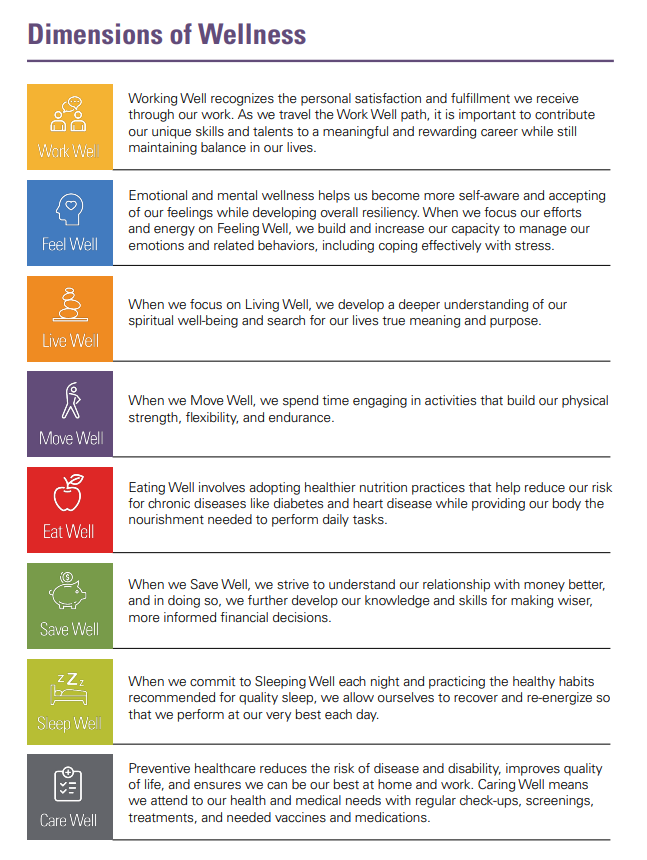 Dimensions of Wellness
Work Well
Working Well recognizes the personal satisfaction and fulfillment we receive
through our work. As we travel the Work Well path, it is important to contribute
our unique skills and talents to a meaningful and rewarding career while still
maintaining balance in our lives.
Feel Well
Emotional and mental wellness helps us become more self-aware and accepting
of our feelings while developing overall resiliency. When we focus our efforts
and energy on Feeling Well, we build and increase our capacity to manage our
emotions and related behaviors, including coping effectively with stress.
Live Well
When we focus on Living Well, we develop a deeper understanding of our
spiritual well-being and search for our lives true meaning and purpose.
Move Well
When we Move Well, we spend time engaging in activities that build our physical
strength, flexibility, and endurance.
Eat Well
Eating Well involves adopting healthier nutrition practices that help reduce our risk
for chronic diseases like diabetes and heart disease while providing our body the
nourishment needed to perform daily tasks.
$
Save Well
When we Save Well, we strive to understand our relationship with money better,
and in doing so, we further develop our knowledge and skills for making wiser,
more informed financial decisions.
z Z z
Sleep Well
When we commit to Sleeping Well each night and practicing the healthy habits
recommended for quality sleep, we allow ourselves to recover and re-energize so
that we perform at our very best each day.
Care Well
Preventive healthcare reduces the risk of disease and disability, improves quality
of life, and ensures we can be our best at home and work. Caring Well means
we attend to our health and medical needs with regular check-ups, screenings,
treatments, and needed vaccines and medications.